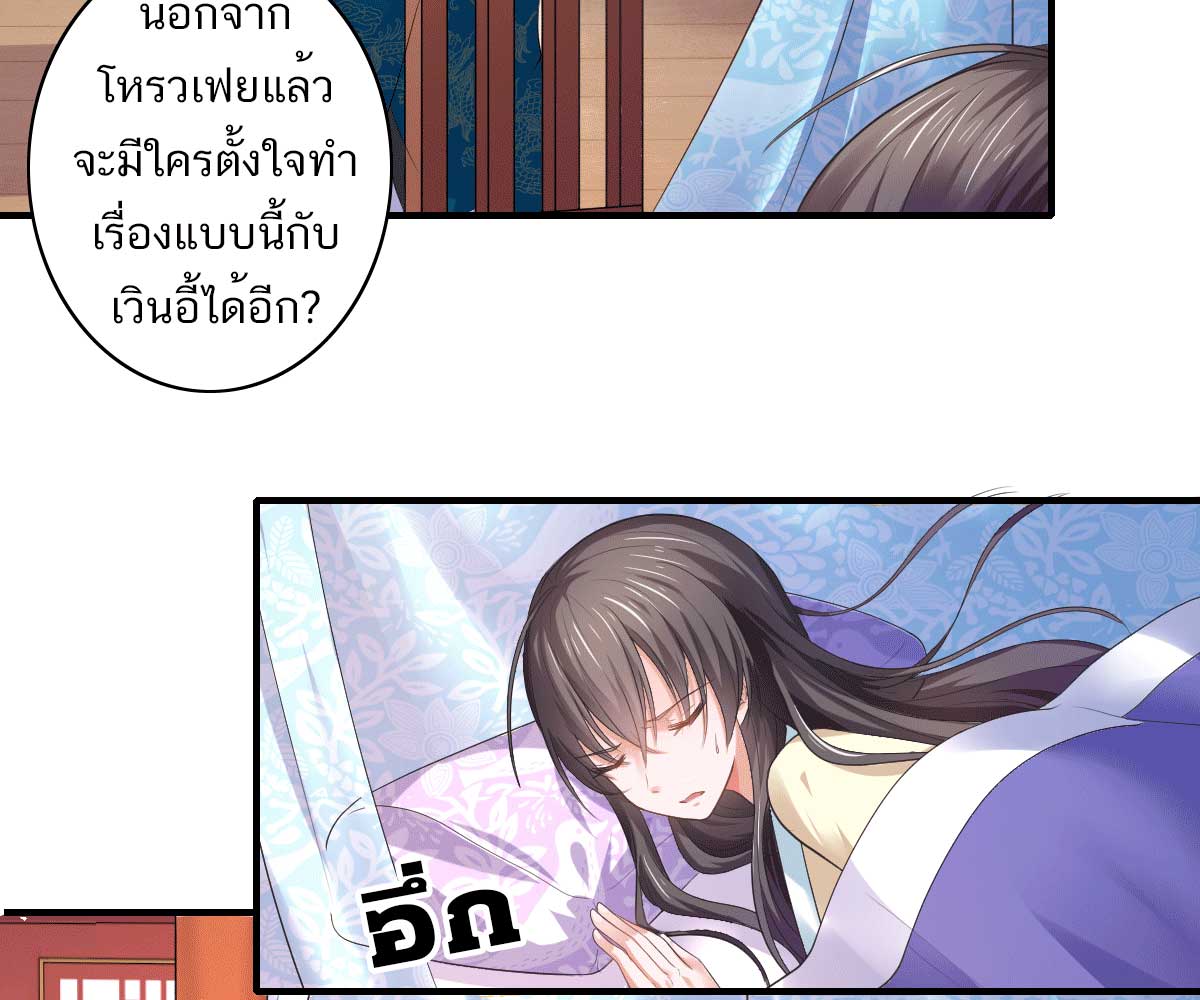 นอกจาก
โหรวเฟยแล้ว
จะมีใครตั้งใจทำ
เรื่องแบบนี้กับ
เวินอี้ได้อีก?
อึ่ก